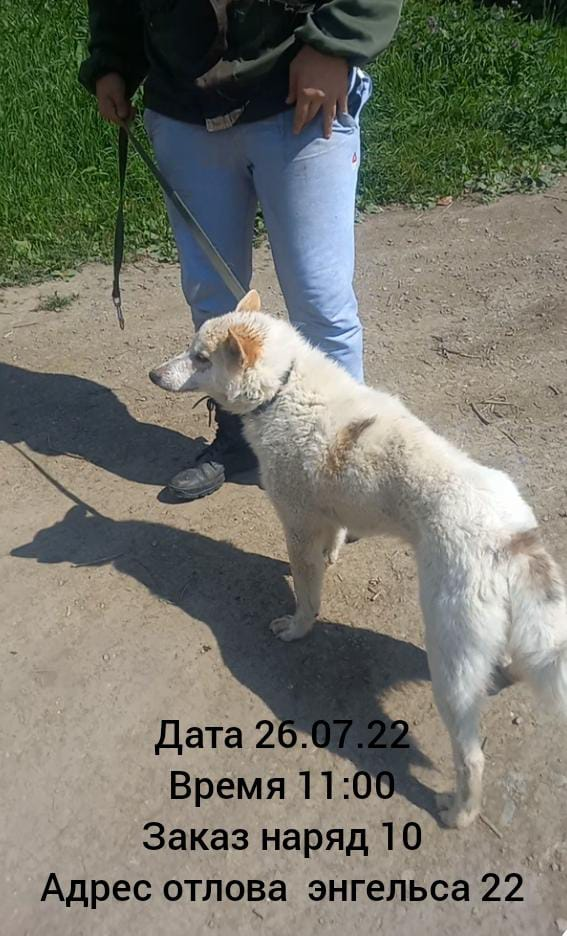 Дата 26.07.22
Время 11:00
Заказ наряд 10
Адрес отлова энгельса 22